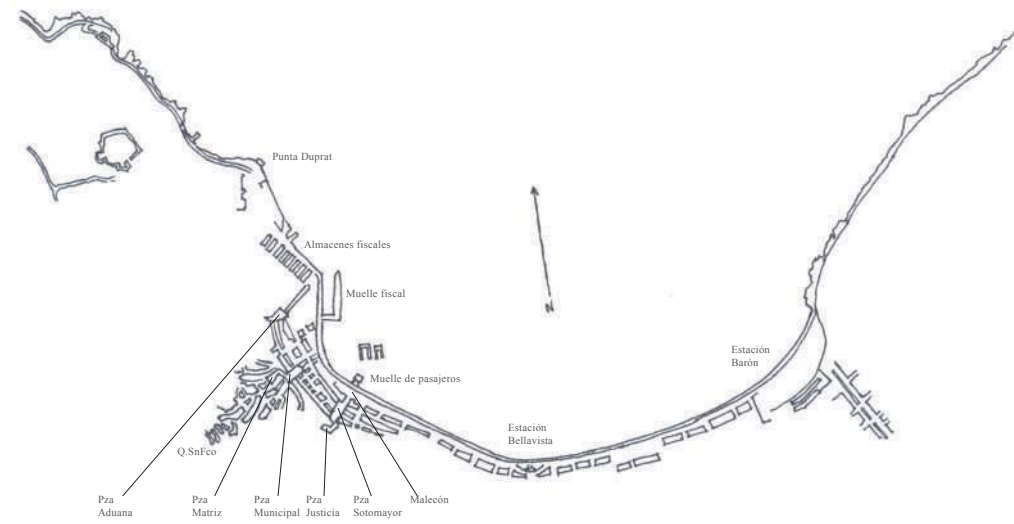 Punta Duprat
Almacenes fiscales
Muelle fiscal
N
Estación
Barón
Muelle de pasajeros
Estación
Bellavista
Q.SnFco
Pza
Aduana
Pza
Matriz
Pza
Municipal
Pza
Justicia
Pza
Sotomayor
Malecón